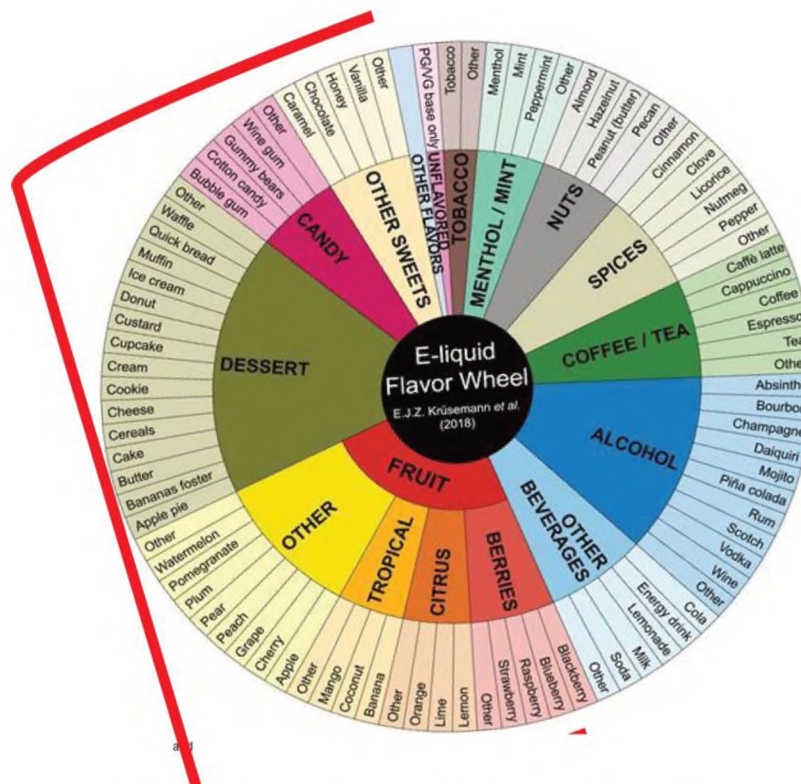 E-liquid
Flavor Wheel
E.J.Z. Krüsemann et al.
(2018)
OTHER FLAVORS
UNFLAVORED
PG/VG base only
TOBACCO
Tobacco
Other
MENTHOL / MINT
Menthol
Mint
Peppermint
Other
NUTS
Almond
Hazelnut
Peanut (butter)
Pecan
Other
SPICES
Cinnamon
Clove
Licorice
Nutmeg
Pepper
Other
COFFEE / TEA
Caffè latte
Cappuccino
Coffee
Espresso
Tea
Other
ALCOHOL
Absinth
Bourbon
Champagne
Daiquiri
Mojito
Piña colada
Rum
Scotch
Vodka
Wine
Other
OTHER
BEVERAGES
Cola
Energy drink
Lemonade
Milk
Soda
Other
FRUIT
BERRIES
Blackberry
Blueberry
Raspberry
Strawberry
Other
CITRUS
Lemon
Lime
Orange
Other
TROPICAL
Banana
Coconut
Mango
Other
OTHER
Apple
Cherry
Grape
Peach
Pear
Plum
Pomegranate
Watermelon
Other
DESSERT
Apple pie
Bananas foster
Butter
Cake
Cereals
Cheese
Cookie
Cream
Cupcake
Custard
Donut
Ice cream
Muffin
Quick bread
Waffle
Other
CANDY
Bubble gum
Cotton candy
Gummy bears
Wine gum
Other
OTHER SWEETS
Caramel
Chocolate
Honey
Vanilla
Other